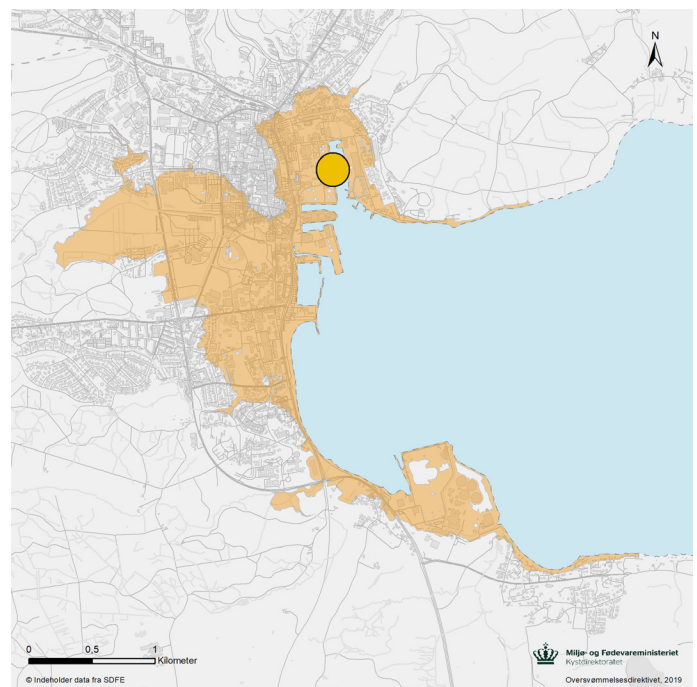 N
0 0,5 1
Kilometer
© Indeholder data fra SDFE
Miljø- og Fødevareministeriet
Kystdirektoratet
Oversvømmelsesdirektivet, 2019